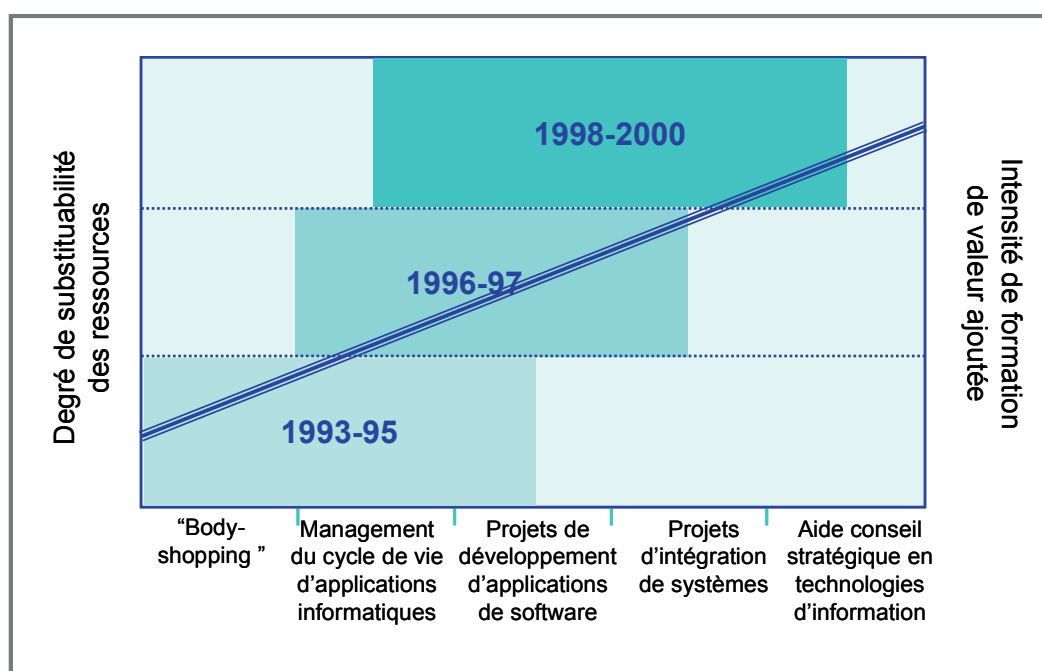 Degré de substituabilité
des ressources
1998-2000
1996-97
1993-95
Intensité de formation
de valeur ajoutée
“Body-
shopping ”
Management
du cycle de vie
d’applications
informatiques
Projets de
développement
d’applications
de software
Projets
d’intégration
de systèmes
Aide conseil
stratégique en
technologies
d’information